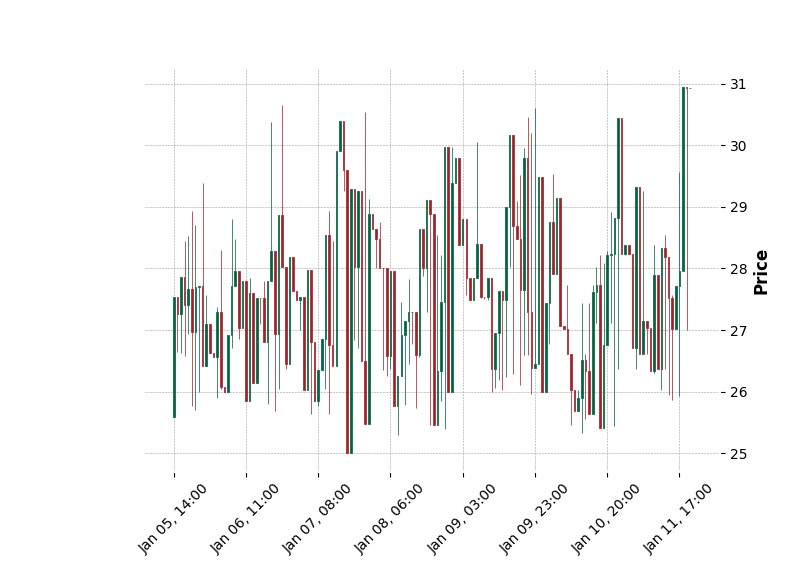 31
30
29
28
27
26
25
Price
Jan 05, 14:00
Jan 06, 11:00
Jan 07, 08:00
Jan 08, 06:00
Jan 09, 03:00
Jan 09, 23:00
Jan 10, 20:00
Jan 11, 17:00